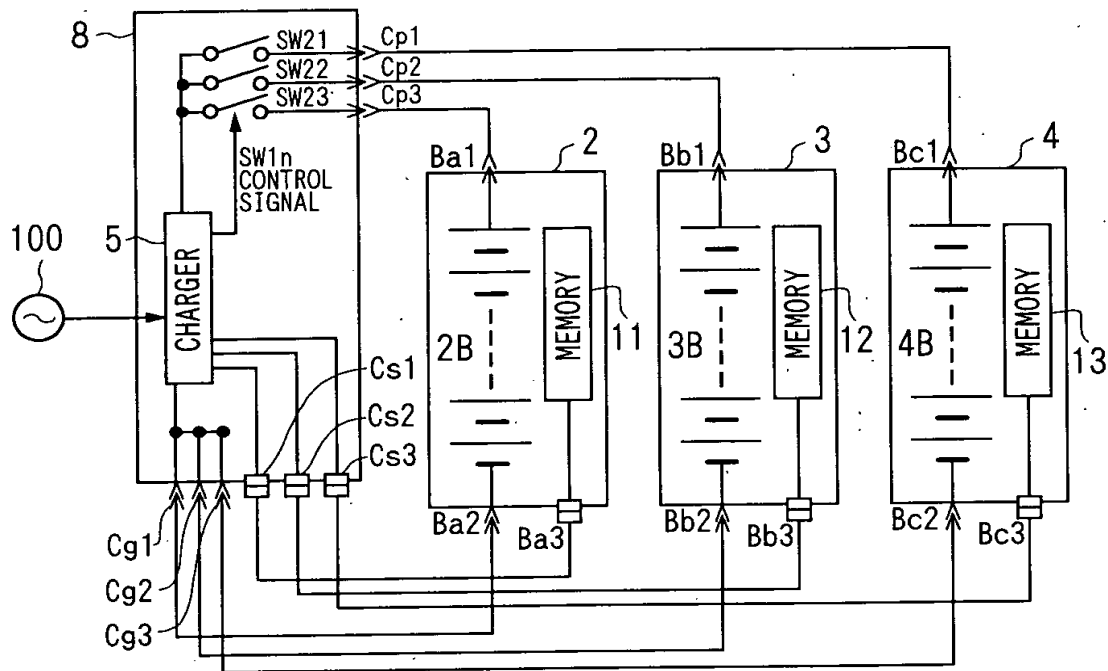 8
SW21
Cp1
SW22
Cp2
SW23
Cp3
SW1n
CONTROL
SIGNAL
Ba1
2
Bb1
3
Bc1
4
100
5
CHARGER
2B
MEMORY
11
3B
MEMORY
12
4B
MEMORY
13
Cs1
Cs2
Cs3
Ba2
Ba3
Bb2
Bb3
Bc2
Bc3
Cg1
Cg2
Cg3